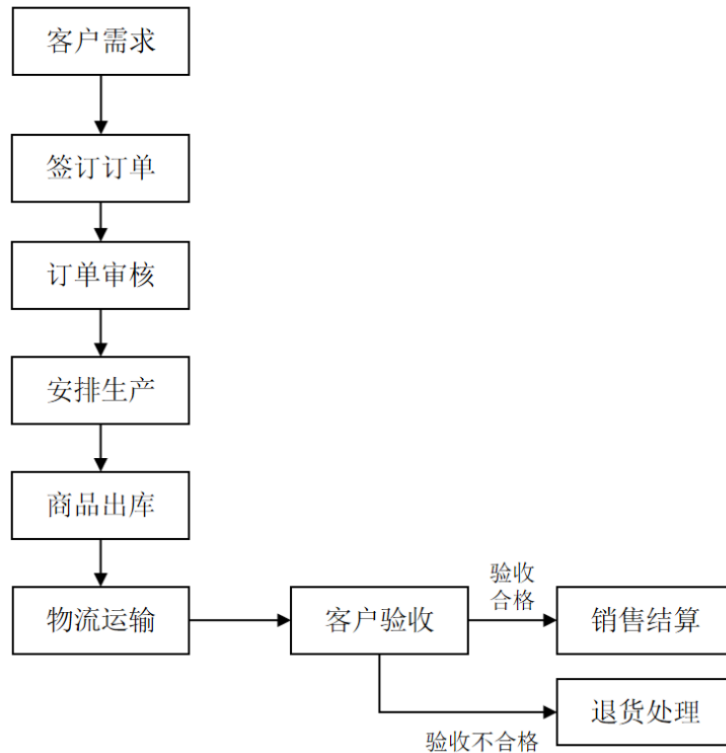 客户需求
签订订单
订单审核
安排生产
商品出库
物流运输
客户验收
验收
合格
销售结算
验收不合格
退货处理